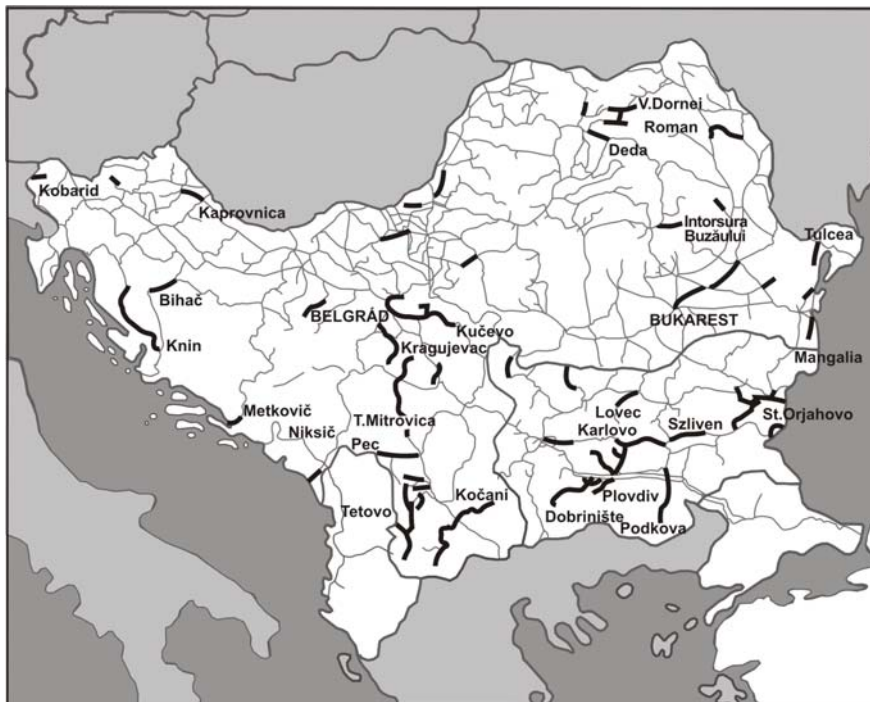 V.Dornei
Roman
Deda
Kobarid
Kaprovnica
Intorsura
Buzăului
Tulcea
Bihač
BELGRÁD
BUKAREST
Kučevo
Knin
Kragujevac
Mangalia
Metkovič
Lovec
St.Orjahovo
T.Mitrovica
Karlovo
Szliven
Niksič
Pec
Kočani
Tetovo
Plovdiv
Dobrinište
Podkova